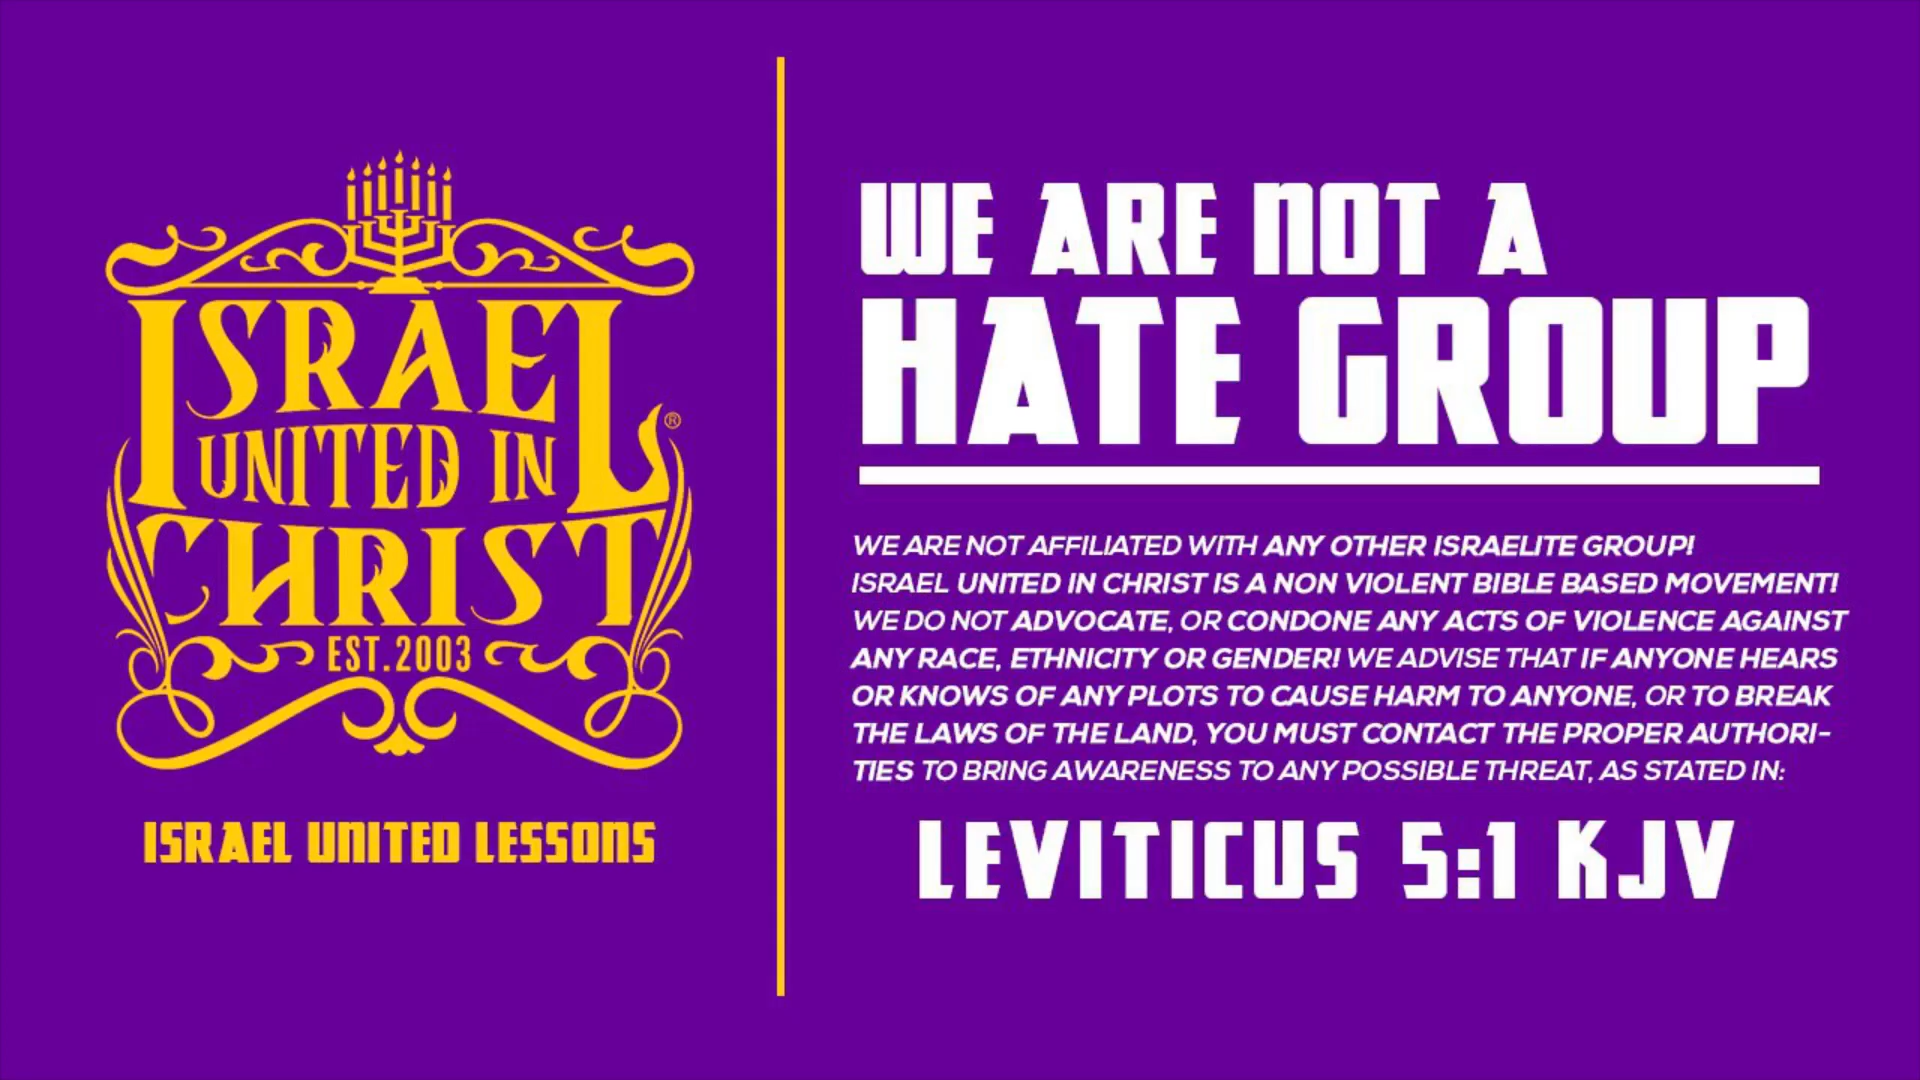 ISRAEL
UNITED IN
CHRIST
®
EST.2003
ISRAEL UNITED LESSONS
WE ARE NOT A
HATE GROUP
WE ARE NOT AFFILIATED WITH ANY OTHER ISRAELITE GROUP!
ISRAEL UNITED IN CHRIST IS A NON VIOLENT BIBLE BASED MOVEMENT!
WE DO NOT ADVOCATE, OR CONDONE ANY ACTS OF VIOLENCE AGAINST
ANY RACE, ETHNICITY OR GENDER! WE ADVISE THAT IF ANYONE HEARS
OR KNOWS OF ANY PLOTS TO CAUSE HARM TO ANYONE, OR TO BREAK
THE LAWS OF THE LAND, YOU MUST CONTACT THE PROPER AUTHORI-
TIES TO BRING AWARENESS TO ANY POSSIBLE THREAT, AS STATED IN:
LEVITICUS 5:1 KJV